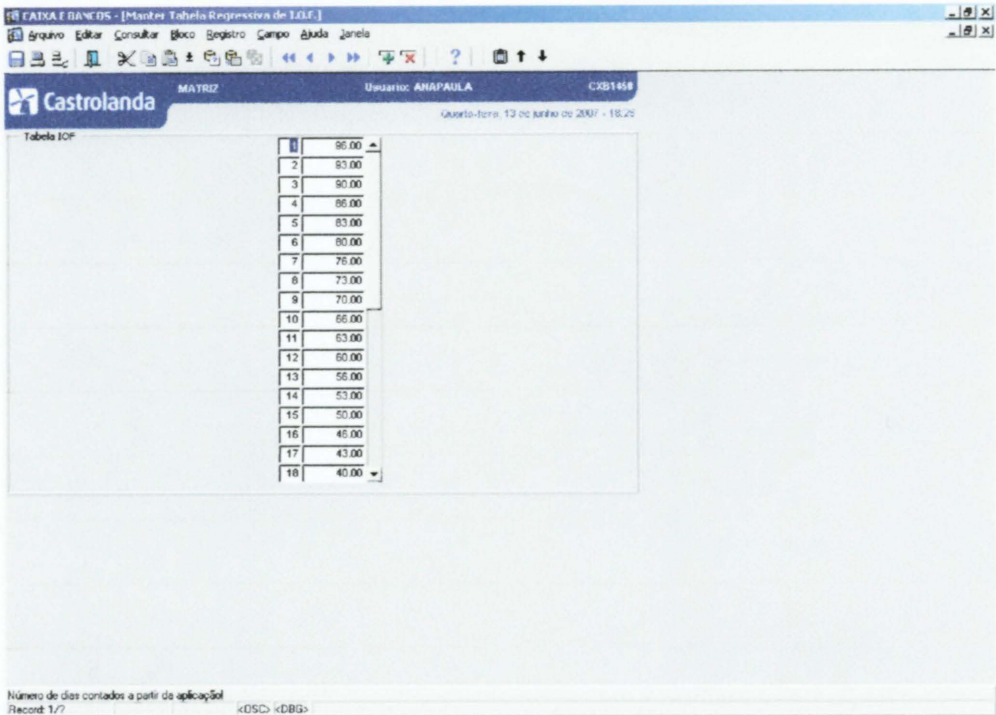 CAIXA E BANCOS - [Manter Tabela Regressiva de I.O.F.]
Arquivo Editar Consultar Bloco Registro Campo Ajuda Janela
Castrolanda
MATRIZ Usuario: ANAPAULA CXB1450
Quarta-feira, 13 de junho de 2007 - 18:25
Tabela IOF
1 96.00
2 93.00
3 90.00
4 86.00
5 83.00
6 80.00
7 76.00
8 73.00
9 70.00
10 66.00
11 63.00
12 60.00
13 56.00
14 53.00
15 50.00
16 46.00
17 43.00
18 40.00
Número de dias contados a partir da aplicação!
Record: 1/? <OSC> <DBG>